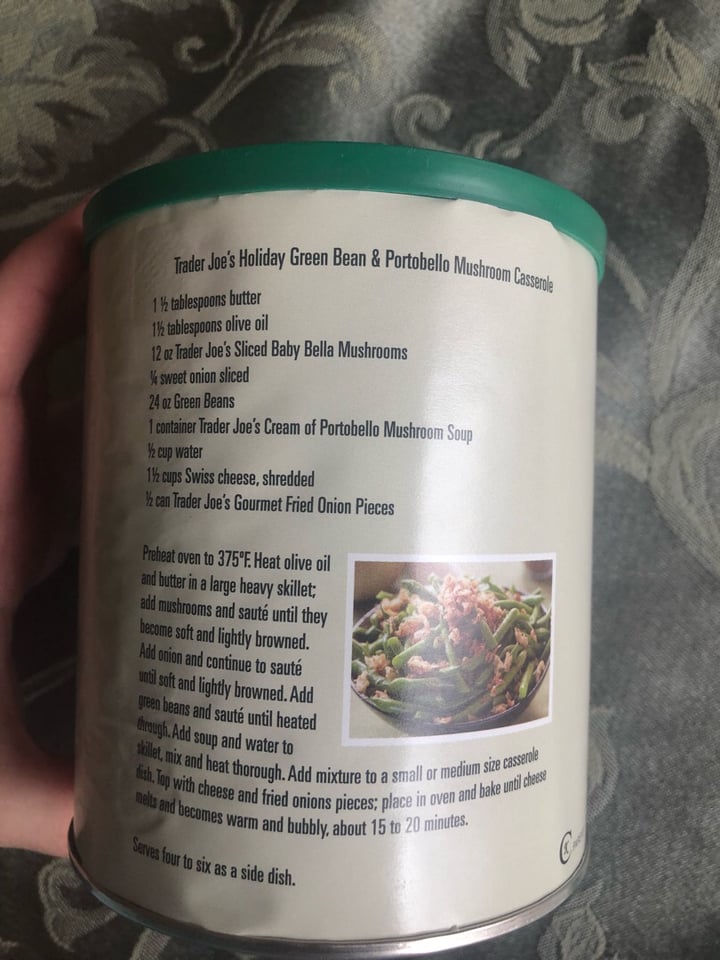 Trader Joe's Holiday Green Bean & Portobello Mushroom Casserole
1 ½ tablespoons butter
1½ tablespoons olive oil
12 oz Trader Joe's Sliced Baby Bella Mushrooms
¼ sweet onion sliced
24 oz Green Beans
1 container Trader Joe's Cream of Portobello Mushroom Soup
½ cup water
1½ cups Swiss cheese, shredded
½ can Trader Joe's Gourmet Fried Onion Pieces
Preheat oven to 375°F. Heat olive oil
and butter in a large heavy skillet;
add mushrooms and sauté until they
become soft and lightly browned.
Add onion and continue to sauté
until soft and lightly browned. Add
green beans and sauté until heated
through. Add soup and water to
skillet, mix and heat thorough. Add mixture to a small or medium size casserole
dish. Top with cheese and fried onions pieces; place in oven and bake until cheese
melts and becomes warm and bubbly, about 15 to 20 minutes.
Serves four to six as a side dish.